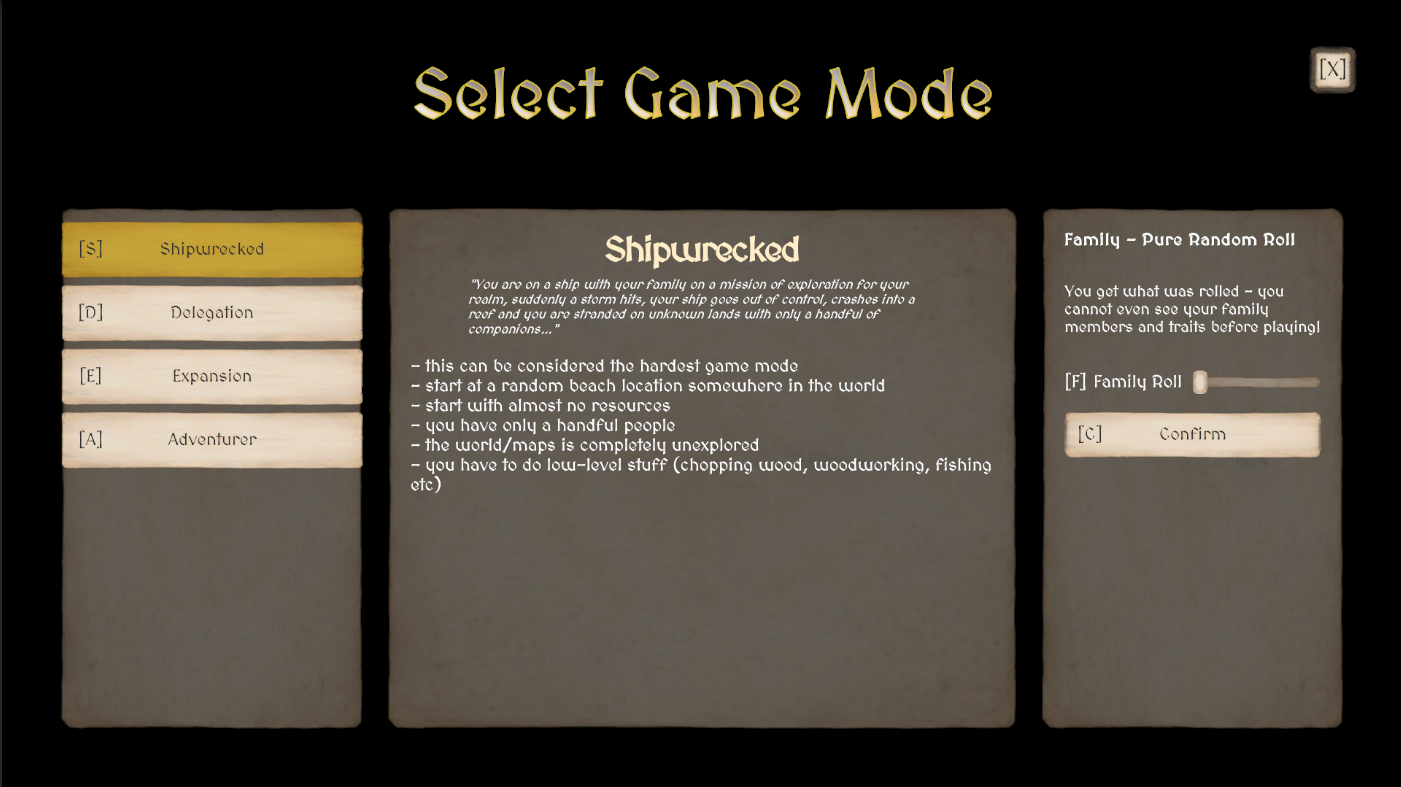 Select Game Mode
[X]
[S] Shipwrecked
[D] Delegation
[E] Expansion
[A] Adventurer
Shipwrecked
"You are on a ship with your family on a mission of exploration for your
realm, suddenly a storm hits, your ship goes out of control, crashes into a
reef and you are stranded on unknown lands with only a handful of
companions..."
- this can be considered the hardest game mode
- start at a random beach location somewhere in the world
- start with almost no resources
- you have only a handful people
- the world/maps is completely unexplored
- you have to do low-level stuff (chopping wood, woodworking, fishing
etc)
Family - Pure Random Roll
You get what was rolled - you
cannot even see your family
members and traits before playing!
[F] Family Roll
[C] Confirm